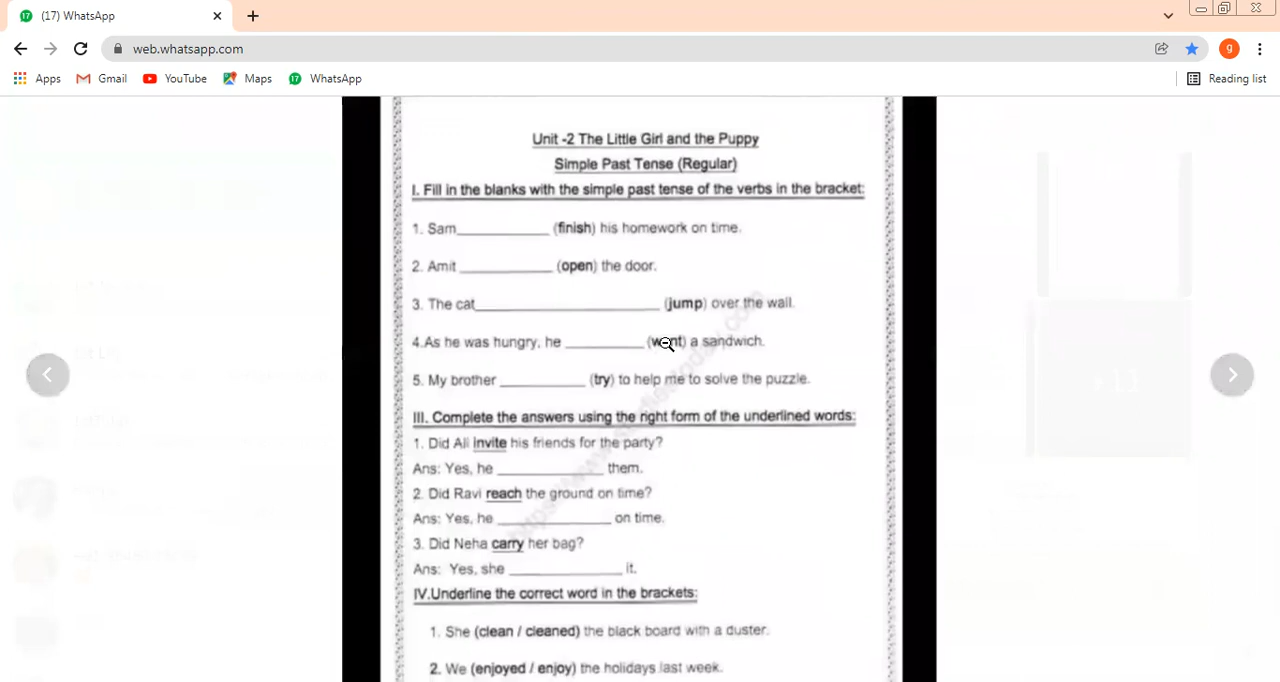 (17) WhatsApp
web.whatsapp.com
g
Apps Gmail YouTube Maps WhatsApp Reading list
Unit -2 The Little Girl and the Puppy
Simple Past Tense (Regular)
I. Fill in the blanks with the simple past tense of the verbs in the bracket:
1. Sam__________ (finish) his homework on time.
2. Amit __________ (open) the door.
3. The cat____________________ (jump) over the wall.
4.As he was hungry, he ________ (want) a sandwich.
5. My brother _________ (try) to help me to solve the puzzle.
III. Complete the answers using the right form of the underlined words:
1. Did Ali invite his friends for the party?
Ans: Yes, he ___________ them.
2. Did Ravi reach the ground on time?
Ans: Yes, he ____________ on time.
3. Did Neha carry her bag?
Ans: Yes, she ____________ it.
IV.Underline the correct word in the brackets:
1. She (clean / cleaned) the black board with a duster.
2. We (enjoyed / enjoy) the holidays last week.